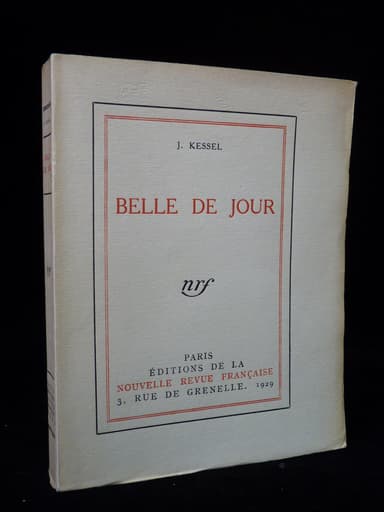 J. KESSEL
BELLE DE JOUR
nrf
PARIS
ÉDITIONS DE LA
NOUVELLE REVUE FRANÇAISE
3, RUE DE GRENELLE. 1929